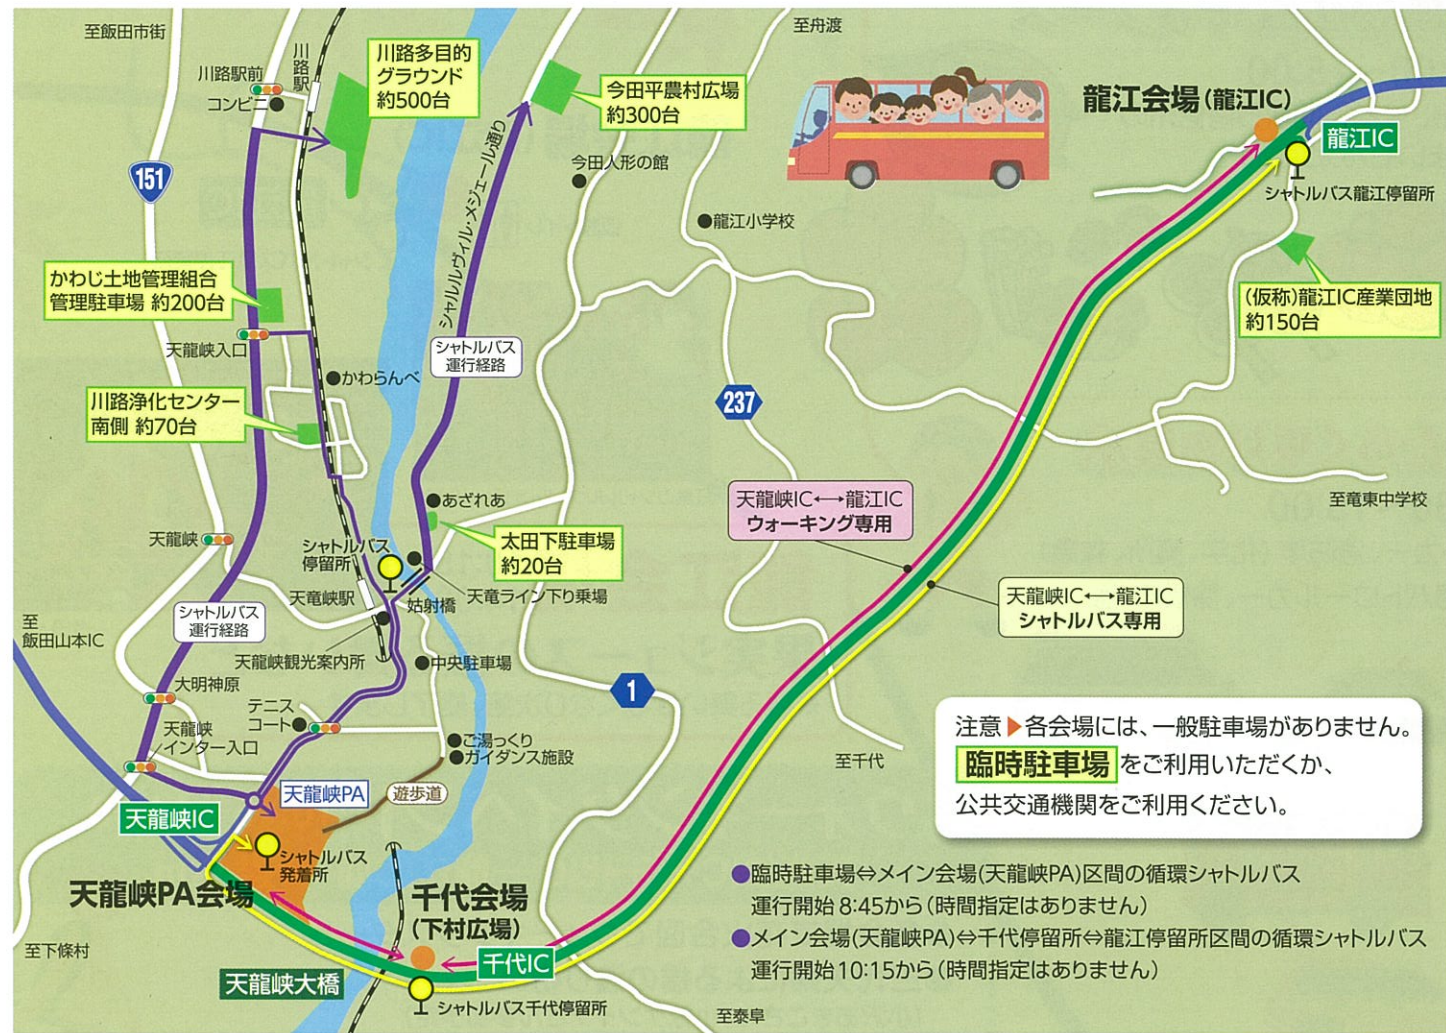 至飯田市街
川路駅前
コンビニ
川路駅
川路多目的
グラウンド
約500台
今田平農村広場
約300台
至舟渡
龍江会場(龍江IC)
龍江IC
シャトルバス龍江停留所
151
シャルルヴィル・メジェール通り
今田人形の館
龍江小学校
かわじ土地管理組合
管理駐車場 約200台
(仮称)龍江IC産業団地
約150台
天龍峡入口
シャトルバス
運行経路
かわらんべ
川路浄化センター
南側 約70台
237
あざれあ
天龍峡IC⟷龍江IC
ウォーキング専用
至竜東中学校
天龍峡
シャトルバス
停留所
太田下駐車場
約20台
天竜峡駅
姑射橋
天竜ライン下り乗場
天龍峡IC⟷龍江IC
シャトルバス専用
シャトルバス
運行経路
至
飯田山本IC
天龍峡観光案内所
中央駐車場
大明神原
1
テニス
コート
天龍峡
インター入口
ご湯っくり
ガイダンス施設
至千代
注意▶各会場には、一般駐車場がありません。
臨時駐車場をご利用いただくか、
公共交通機関をご利用ください。
天龍峡PA
遊歩道
天龍峡IC
シャトルバス
発着所
天龍峡PA会場
千代会場
(下村広場)
●臨時駐車場⇔メイン会場(天龍峡PA)区間の循環シャトルバス
運行開始8:45から(時間指定はありません)
●メイン会場(天龍峡PA)⇔千代停留所⇔龍江停留所区間の循環シャトルバス
運行開始10:15から(時間指定はありません)
至下條村
千代IC
天龍峡大橋
シャトルバス千代停留所
至泰阜